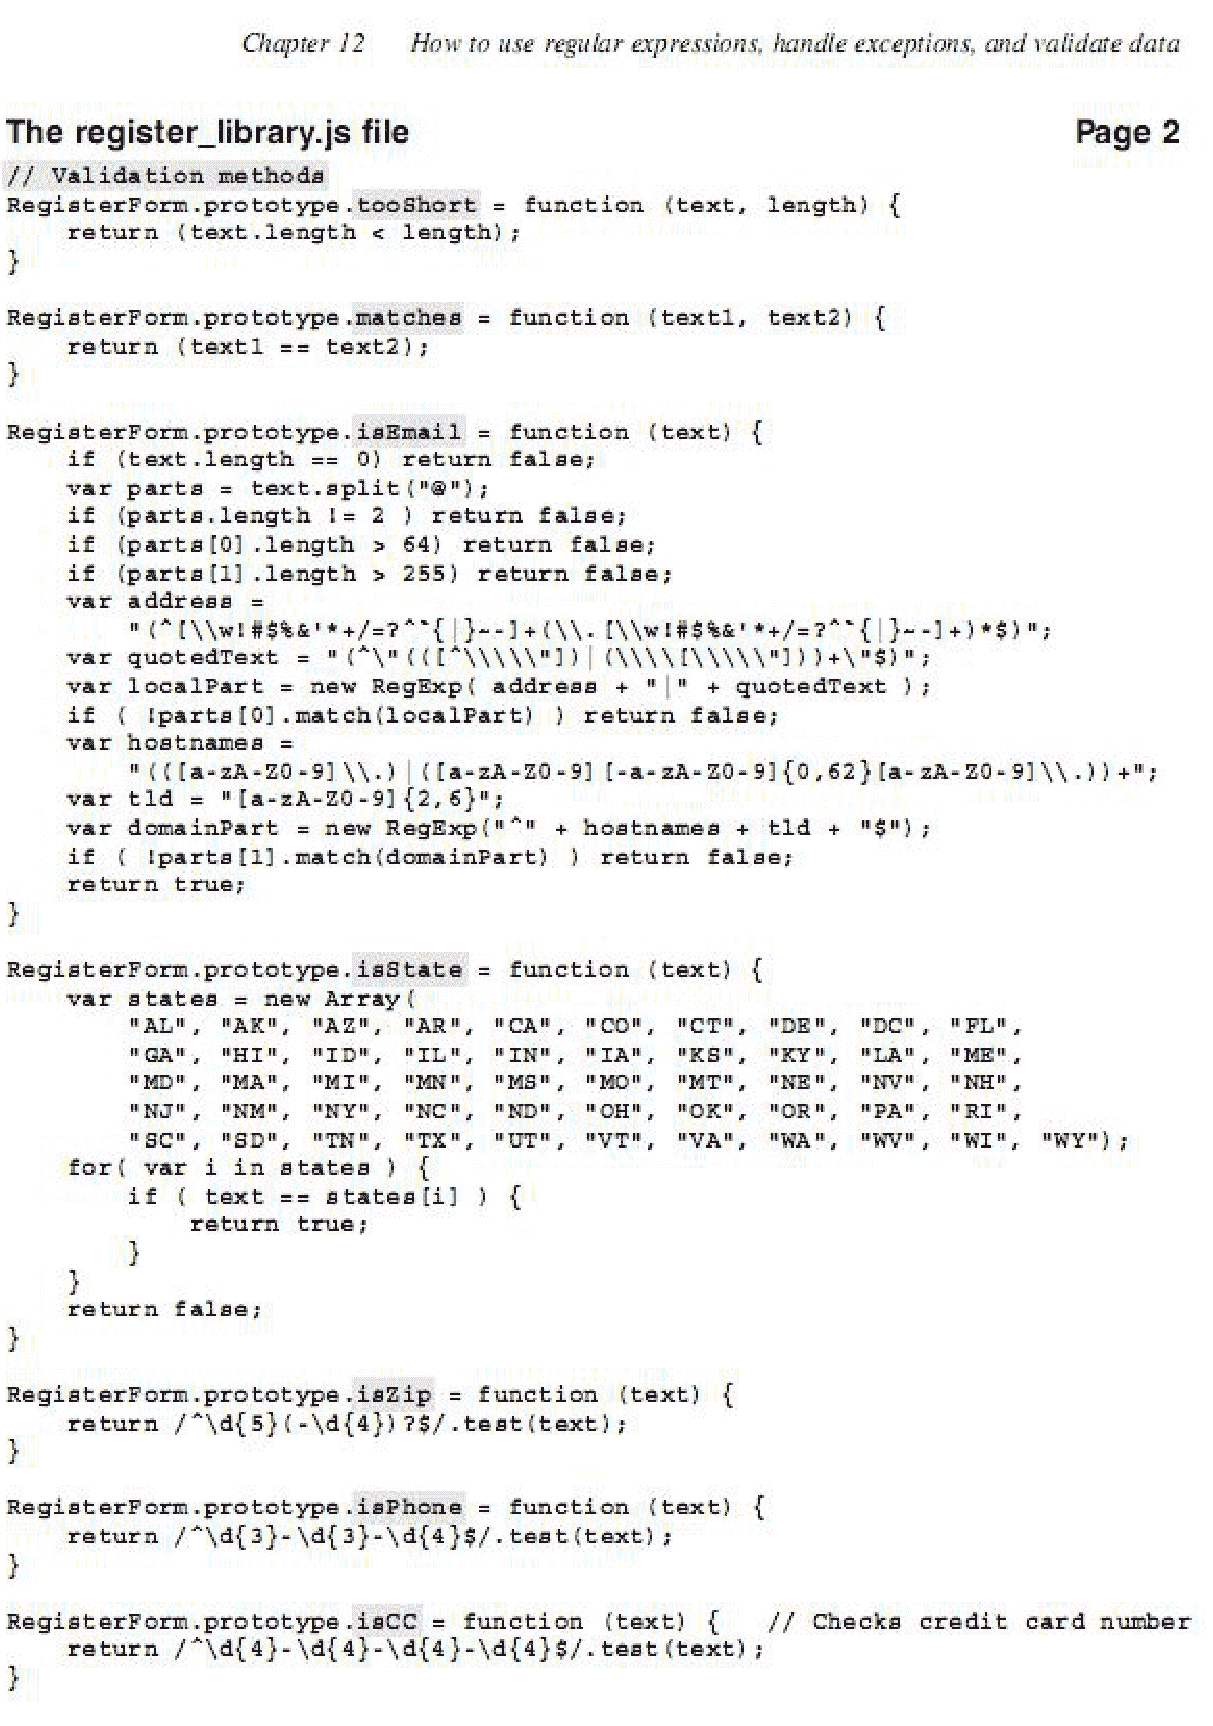 Chapter 12 How to use regular expressions, handle exceptions, and validate data
The register_library.js file Page 2
// Validation methods
RegisterForm.prototype.tooShort = function (text, length) {
    return (text.length < length);
}
RegisterForm.prototype.matches = function (text1, text2) {
    return (text1 == text2);
}
RegisterForm.prototype.isEmail = function (text) {
    if (text.length == 0) return false;
    var parts = text.split("@");
    if (parts.length != 2 ) return false;
    if (parts[0].length > 64) return false;
    if (parts[1].length > 255) return false;
    var address =
        "(^[\\w!#$%&'*+/=?^`{|}~-]+(\\.[\\w!#$%&'*+/=?^`{|}~-]+)*$)";
    var quotedText = "(^\"(([^\\\\\"])|(\\\\[\\\\\"]))+\"$)";
    var localPart = new RegExp( address + "|" + quotedText );
    if ( !parts[0].match(localPart) ) return false;
    var hostnames =
        "(([a-zA-Z0-9]\\.)|([a-zA-Z0-9][-a-zA-Z0-9]{0,62}[a-zA-Z0-9]\\.))+";
    var tld = "[a-zA-Z0-9]{2,6}";
    var domainPart = new RegExp("^" + hostnames + tld + "$");
    if ( !parts[1].match(domainPart) ) return false;
    return true;
}
RegisterForm.prototype.isState = function (text) {
    var states = new Array(
        "AL", "AK", "AZ", "AR", "CA", "CO", "CT", "DE", "DC", "FL",
        "GA", "HI", "ID", "IL", "IN", "IA", "KS", "KY", "LA", "ME",
        "MD", "MA", "MI", "MN", "MS", "MO", "MT", "NE", "NV", "NH",
        "NJ", "NM", "NY", "NC", "ND", "OH", "OK", "OR", "PA", "RI",
        "SC", "SD", "TN", "TX", "UT", "VT", "VA", "WA", "WV", "WI", "WY");
    for( var i in states ) {
        if ( text == states[i] ) {
            return true;
        }
    }
    return false;
}
RegisterForm.prototype.isZip = function (text) {
    return /^\d{5}(-\d{4})?$/.test(text);
}
RegisterForm.prototype.isPhone = function (text) {
    return /^\d{3}-\d{3}-\d{4}$/.test(text);
}
RegisterForm.prototype.isCC = function (text) { // Checks credit card number
    return /^\d{4}-\d{4}-\d{4}-\d{4}$/.test(text);
}